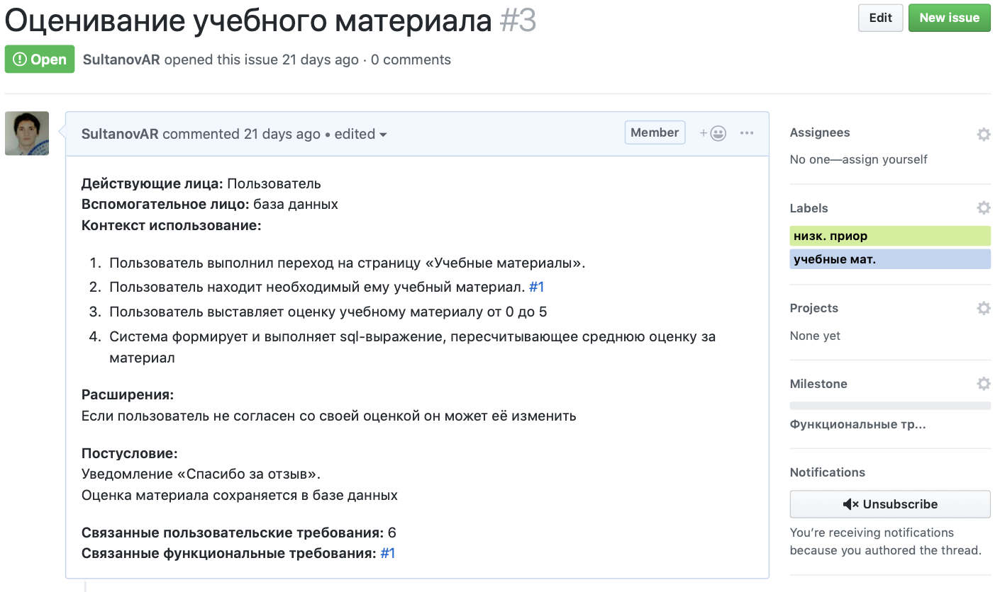 Оценивание учебного материала #3
Edit
New issue
Open
SultanovAR opened this issue 21 days ago · 0 comments
SultanovAR commented 21 days ago • edited
Member
Действующие лица: Пользователь
Вспомогательное лицо: база данных
Контекст использование:
1. Пользователь выполнил переход на страницу «Учебные материалы».
2. Пользователь находит необходимый ему учебный материал. #1
3. Пользователь выставляет оценку учебному материалу от 0 до 5
4. Система формирует и выполняет sql-выражение, пересчитывающее среднюю оценку за
материал
Расширения:
Если пользователь не согласен со своей оценкой он может её изменить
Постусловие:
Уведомление «Спасибо за отзыв».
Оценка материала сохраняется в базе данных
Связанные пользовательские требования: 6
Связанные функциональные требования: #1
Assignees
No one—assign yourself
Labels
низк. приор
учебные мат.
Projects
None yet
Milestone
Функциональные тр...
Notifications
Unsubscribe
You’re receiving notifications
because you authored the thread.